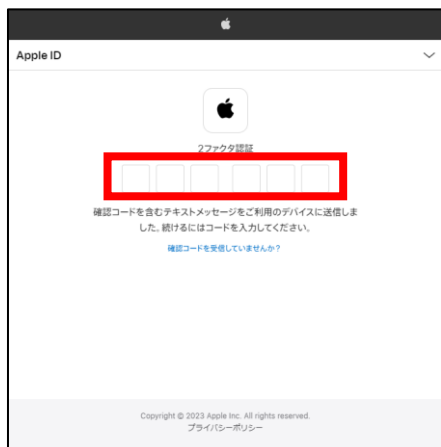 Apple ID
2ファクタ認証
確認コードを含むテキストメッセージをご利用のデバイスに送信しま
した。続けるにはコードを入力してください。
確認コードを受信していませんか？
Copyright © 2023 Apple Inc. All rights reserved.
プライバシーポリシー